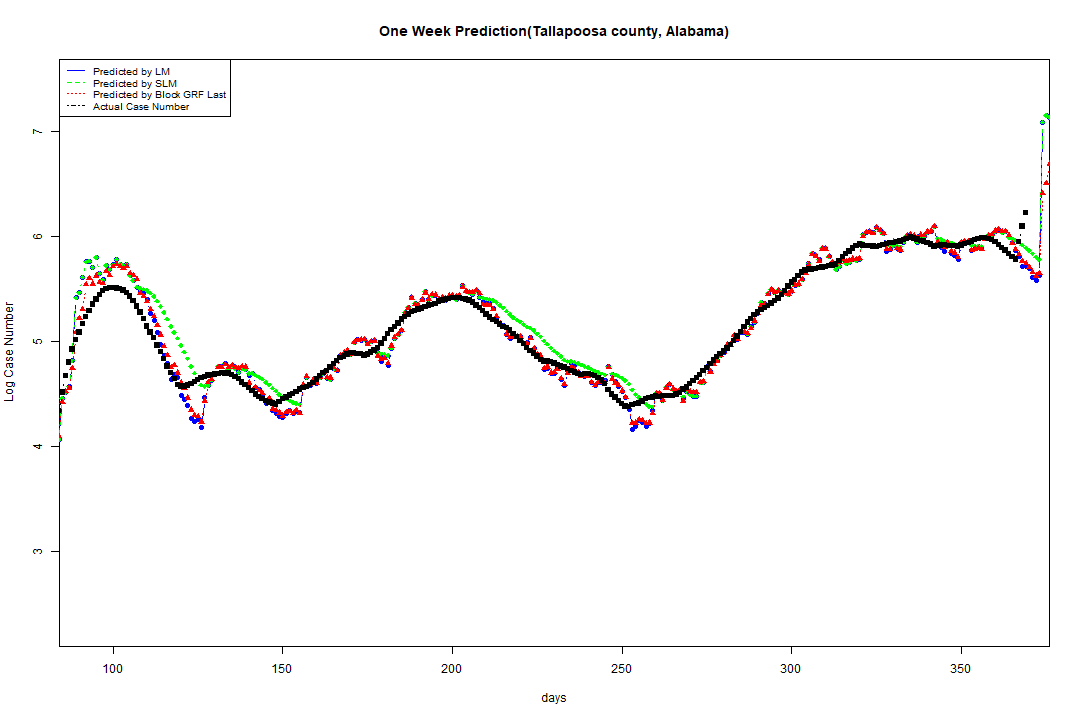 One Week Prediction(Tallapoosa county, Alabama)
Predicted by LM
Predicted by SLM
Predicted by Block GRF Last
Actual Case Number
7
6
5
4
3
Log Case Number
100 150 200 250 300 350
days